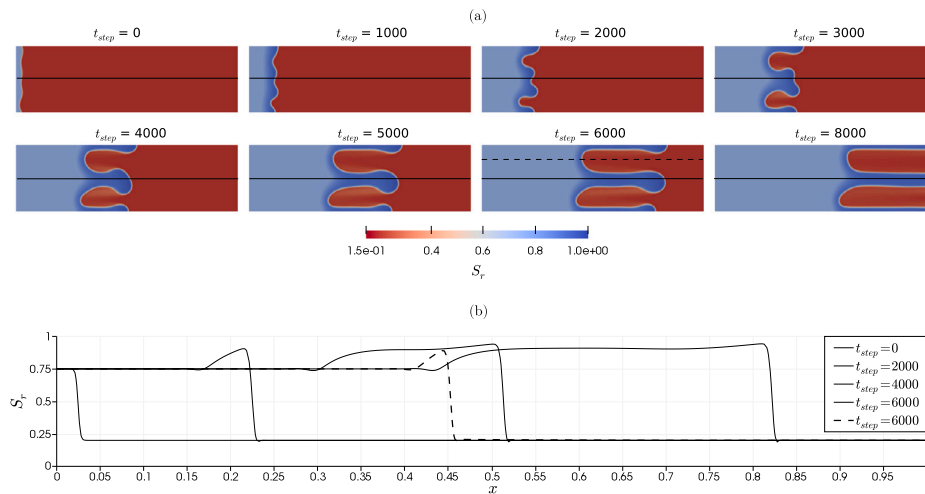 (a)
t_step = 0
t_step = 1000
t_step = 2000
t_step = 3000
t_step = 4000
t_step = 5000
t_step = 6000
t_step = 8000
1.5e-01 0.4 0.6 0.8 1.0e+00
S_r
(b)
1
0.75
0.5
0.25
0
S_r
t_step=0
t_step=2000
t_step=4000
t_step=6000
t_step=6000
0 0.05 0.1 0.15 0.2 0.25 0.3 0.35 0.4 0.45 0.5 0.55 0.6 0.65 0.7 0.75 0.8 0.85 0.9 0.95
x